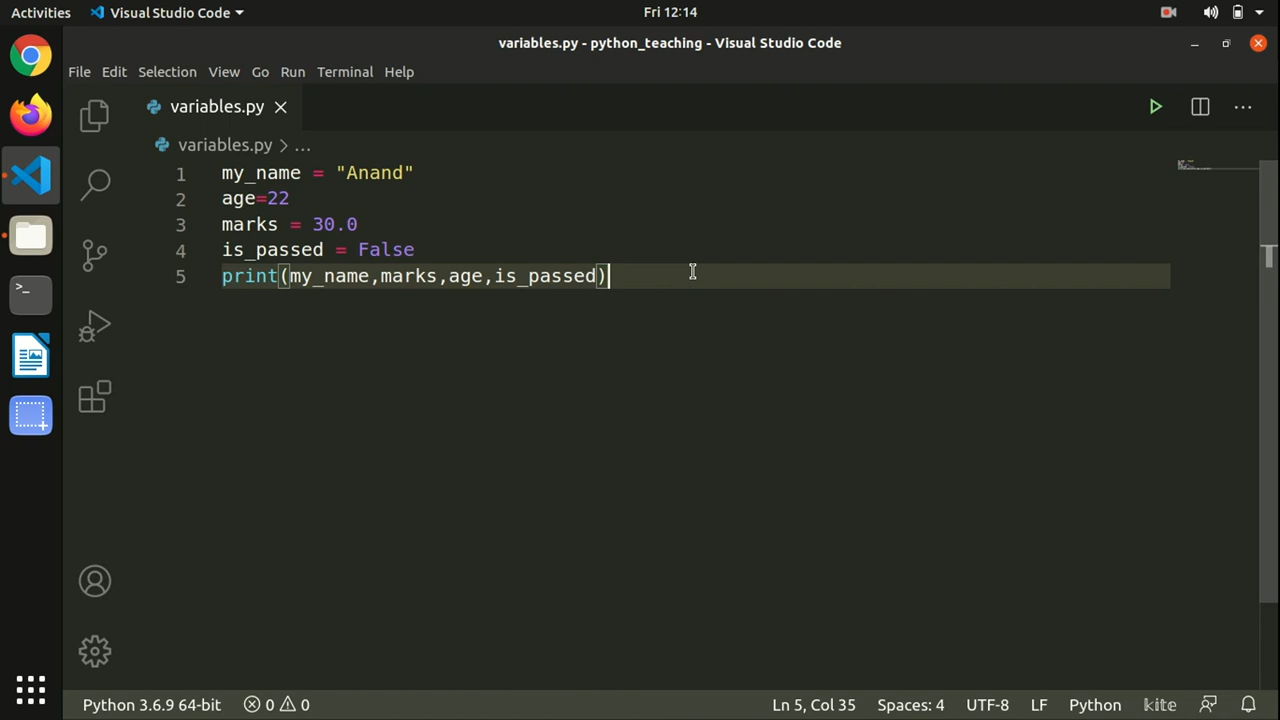 Activities Visual Studio Code Fri 12:14
variables.py - python_teaching - Visual Studio Code
File Edit Selection View Go Run Terminal Help
variables.py
variables.py > ...
1 my_name = "Anand"
2 age=22
3 marks = 30.0
4 is_passed = False
5 print(my_name,marks,age,is_passed)
Python 3.6.9 64-bit 0 0 Ln 5, Col 35 Spaces: 4 UTF-8 LF Python kite